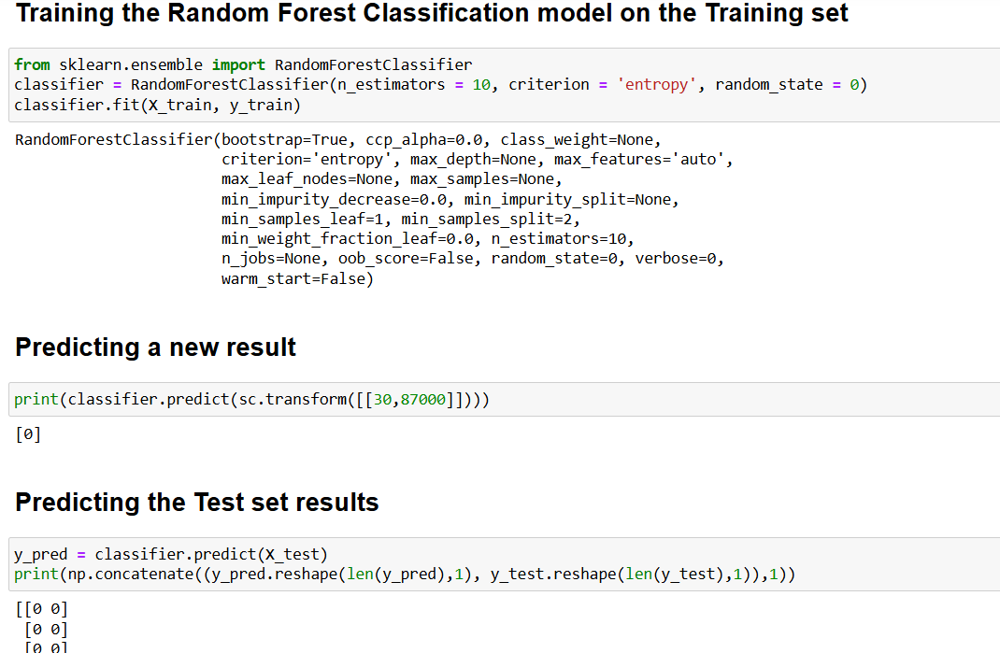 Training the Random Forest Classification model on the Training set
from sklearn.ensemble import RandomForestClassifier
classifier = RandomForestClassifier(n_estimators = 10, criterion = 'entropy', random_state = 0)
classifier.fit(X_train, y_train)
RandomForestClassifier(bootstrap=True, ccp_alpha=0.0, class_weight=None,
criterion='entropy', max_depth=None, max_features='auto',
max_leaf_nodes=None, max_samples=None,
min_impurity_decrease=0.0, min_impurity_split=None,
min_samples_leaf=1, min_samples_split=2,
min_weight_fraction_leaf=0.0, n_estimators=10,
n_jobs=None, oob_score=False, random_state=0, verbose=0,
warm_start=False)
Predicting a new result
print(classifier.predict(sc.transform([[30,87000]])))
[0]
Predicting the Test set results
y_pred = classifier.predict(X_test)
print(np.concatenate((y_pred.reshape(len(y_pred),1), y_test.reshape(len(y_test),1)),1))
[[0 0]
[0 0]
[0 0]